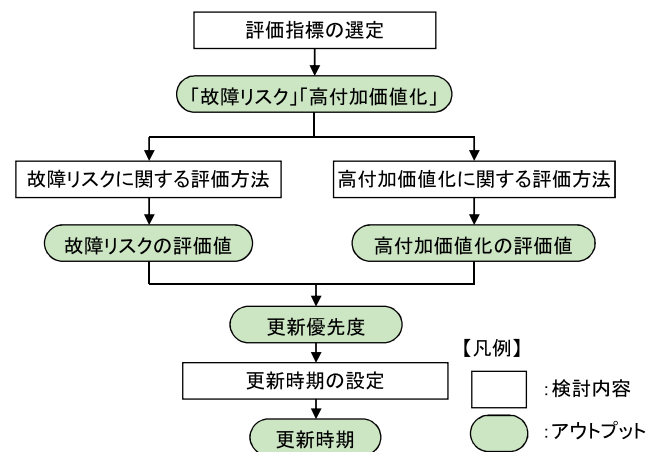 評価指標の選定
「故障リスク」「高付加価値化」
故障リスクに関する評価方法
高付加価値化に関する評価方法
故障リスクの評価値
高付加価値化の評価値
更新優先度
更新時期の設定
更新時期
【凡例】
:検討内容
:アウトプット